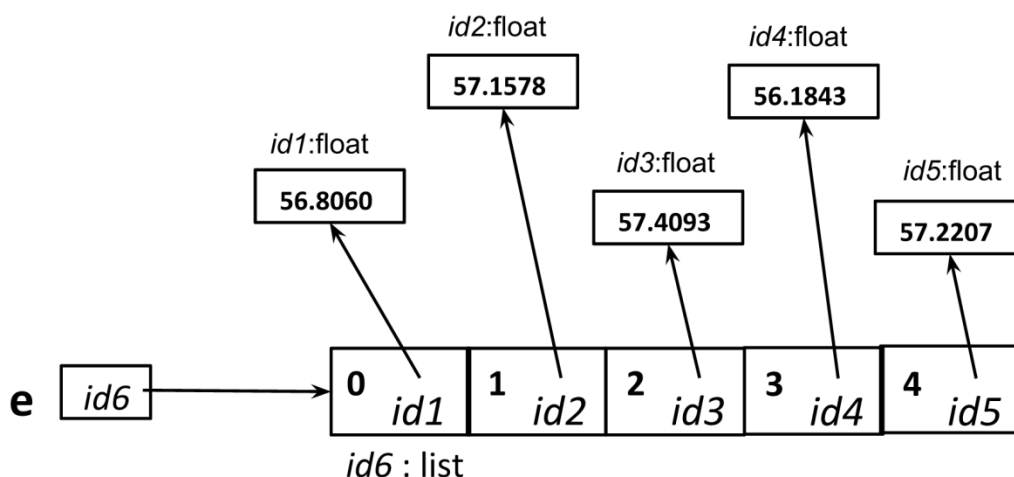 id2:float
57.1578
id4:float
56.1843
id1:float
56.8060
id3:float
57.4093
id5:float
57.2207
e id6
0 id1
1 id2
2 id3
3 id4
4 id5
id6 : list